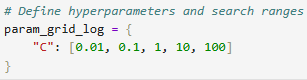 # Define hyperparameters and search ranges
param_grid_log = {
    "C": [0.01, 0.1, 1, 10, 100]
}